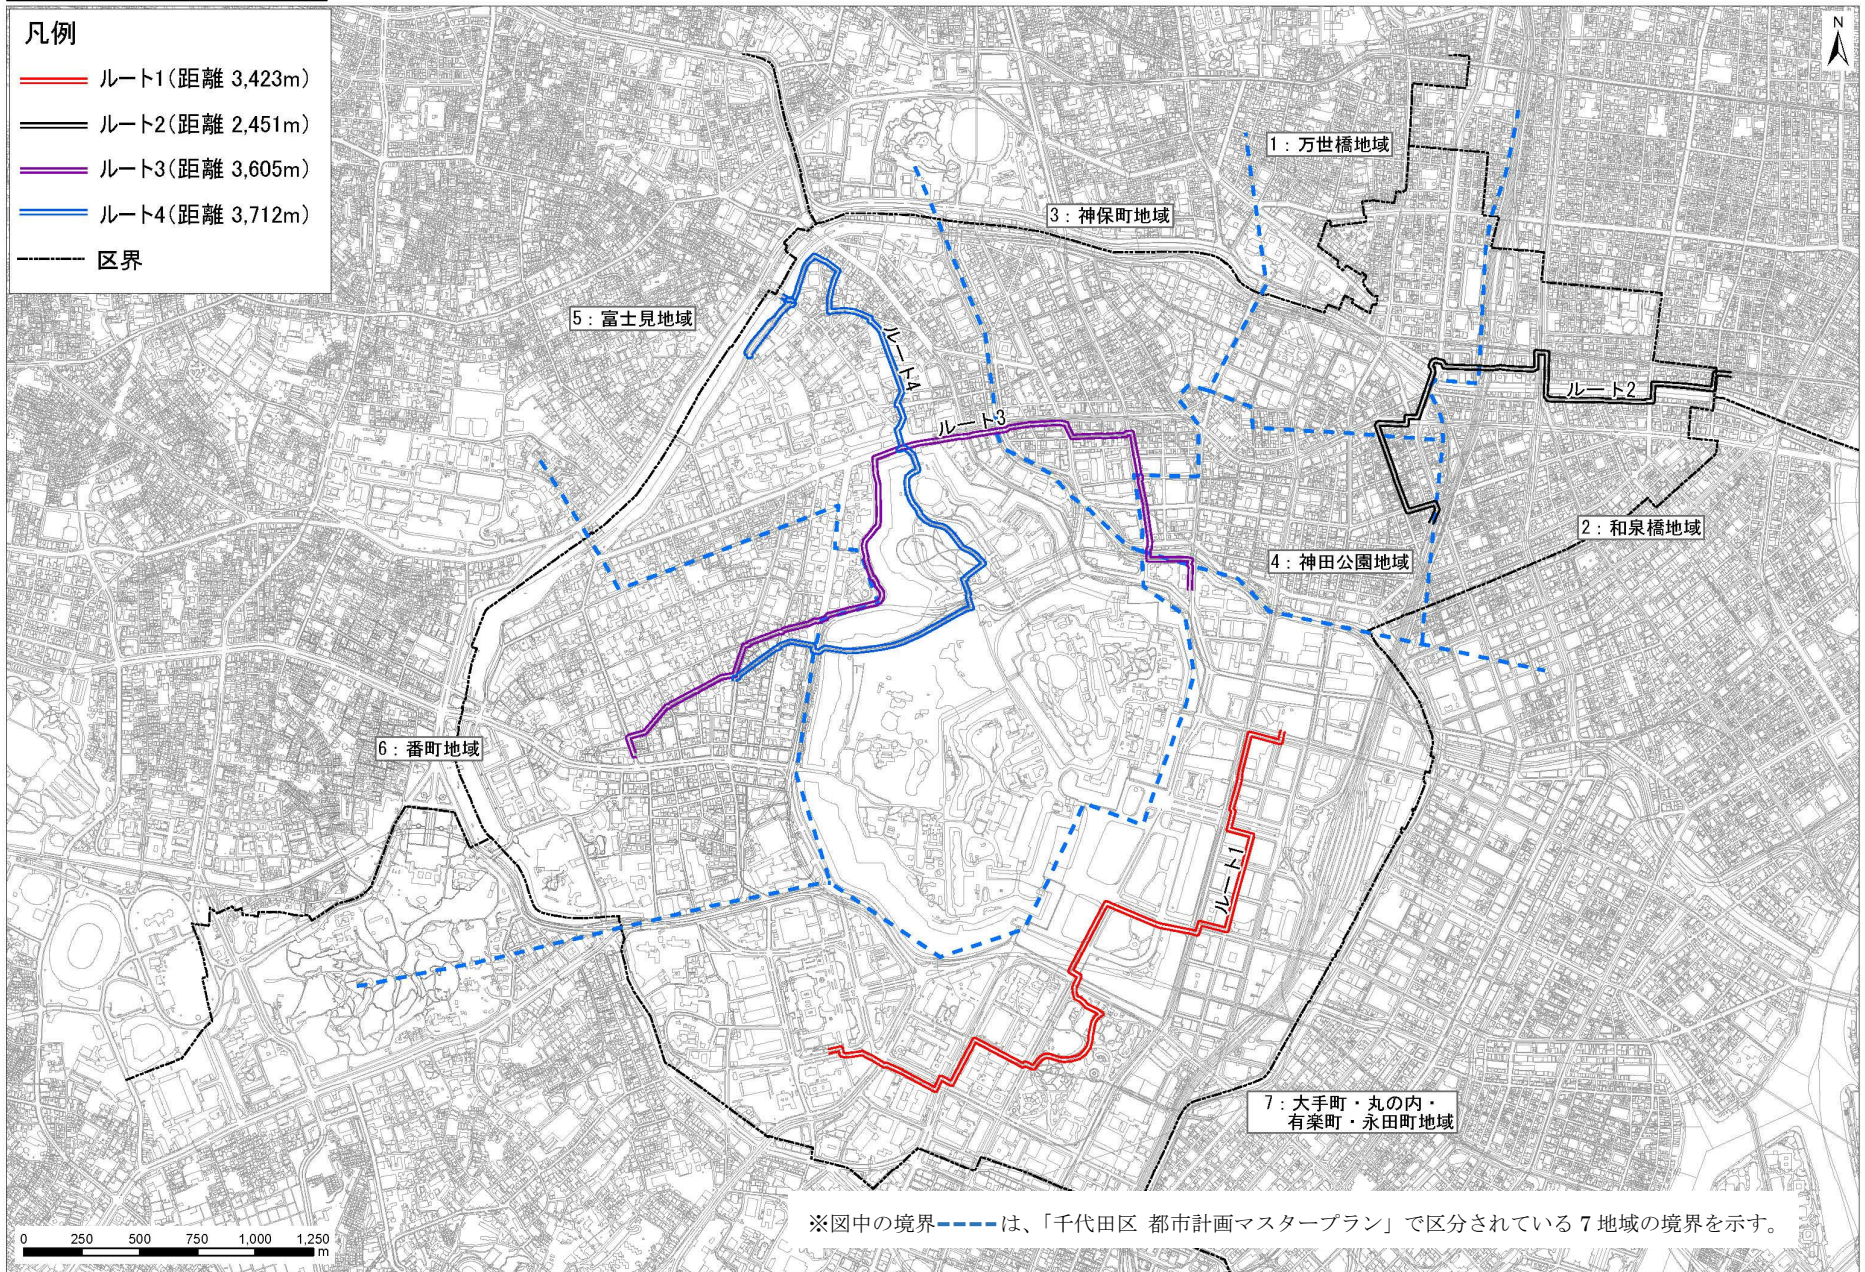 凡例
ルート1(距離 3,423m)
ルート2(距離 2,451m)
ルート3(距離 3,605m)
ルート4(距離 3,712m)
区界
N
1：万世橋地域
3：神保町地域
5：富士見地域
ルート4
ルート2
ルート3
2：和泉橋地域
4：神田公園地域
6：番町地域
ルート1
7：大手町・丸の内・
有楽町・永田町地域
※図中の境界 は、「千代田区 都市計画マスタープラン」で区分されている 7 地域の境界を示す。
0 250 500 750 1,000 1,250
m